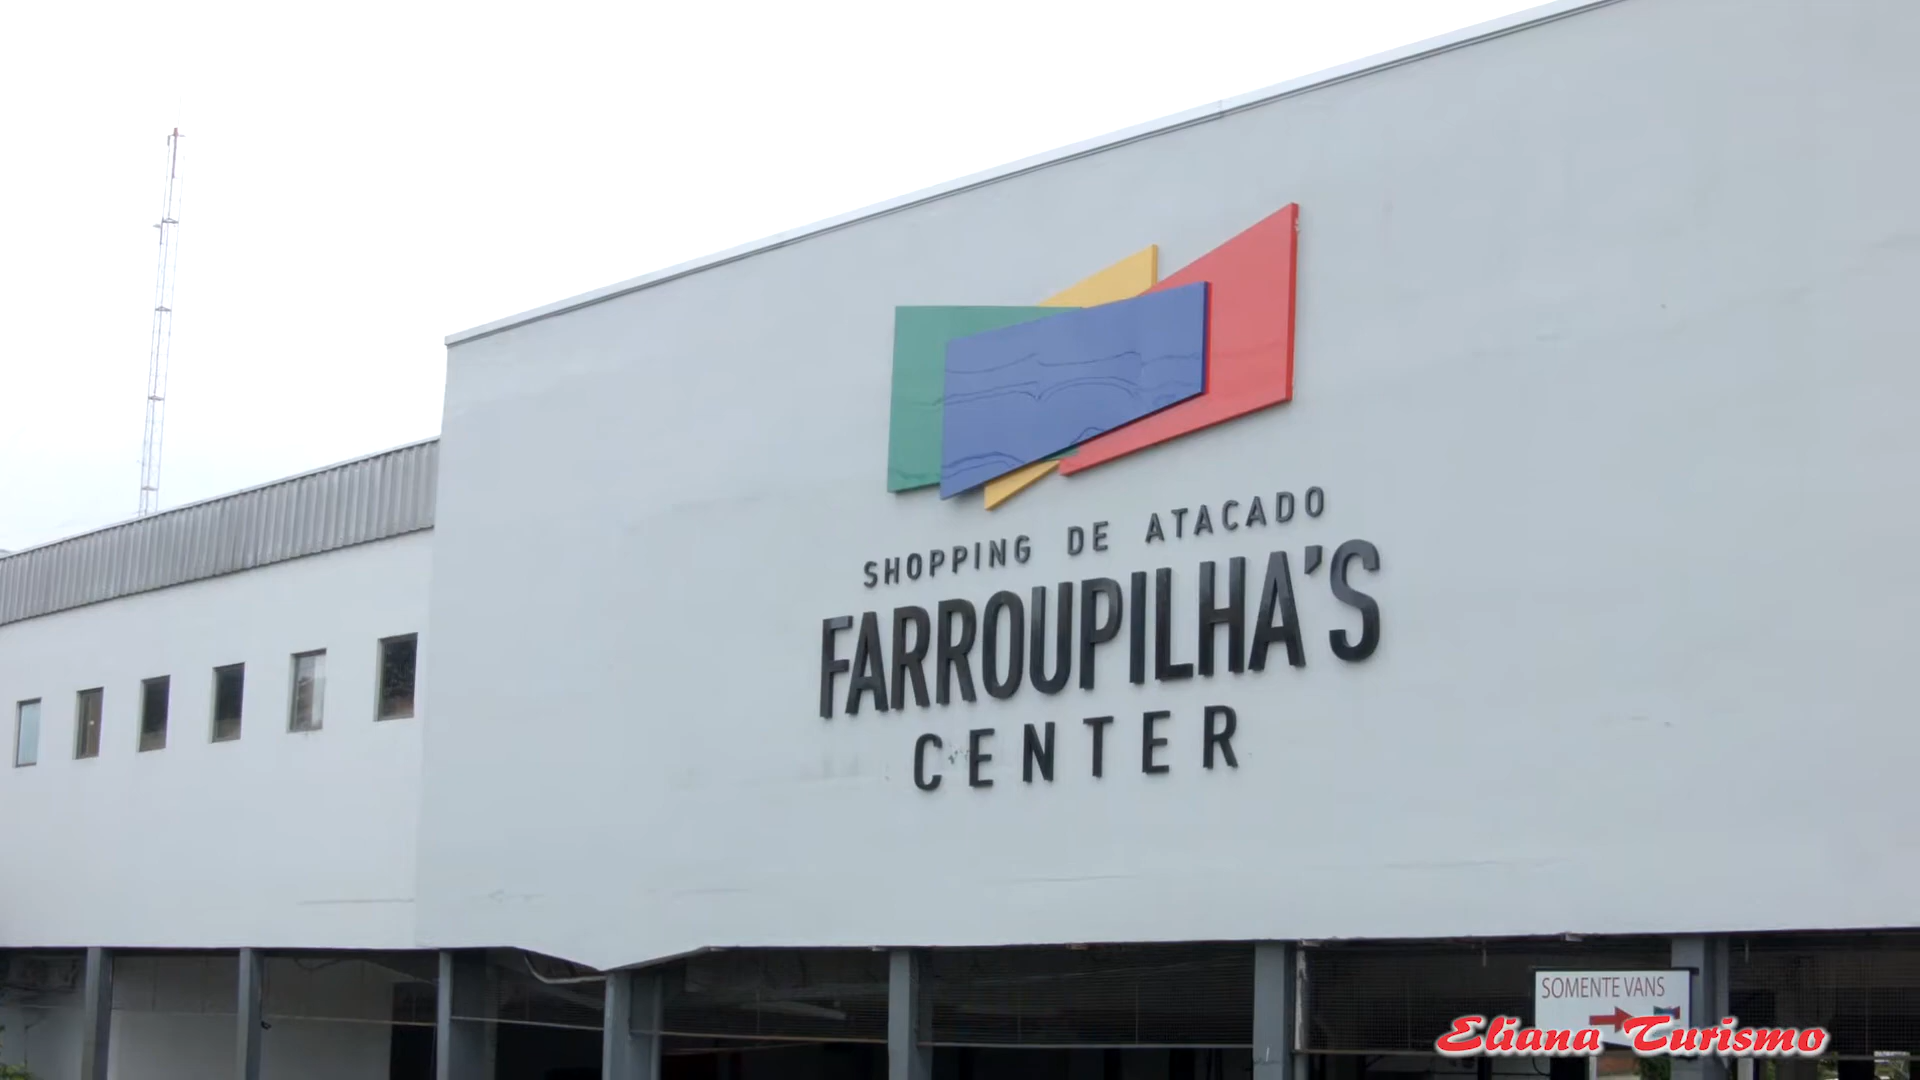 SHOPPING DE ATACADO
FARROUPILHA'S
CENTER
SOMENTE VANS
Eliana Turismo